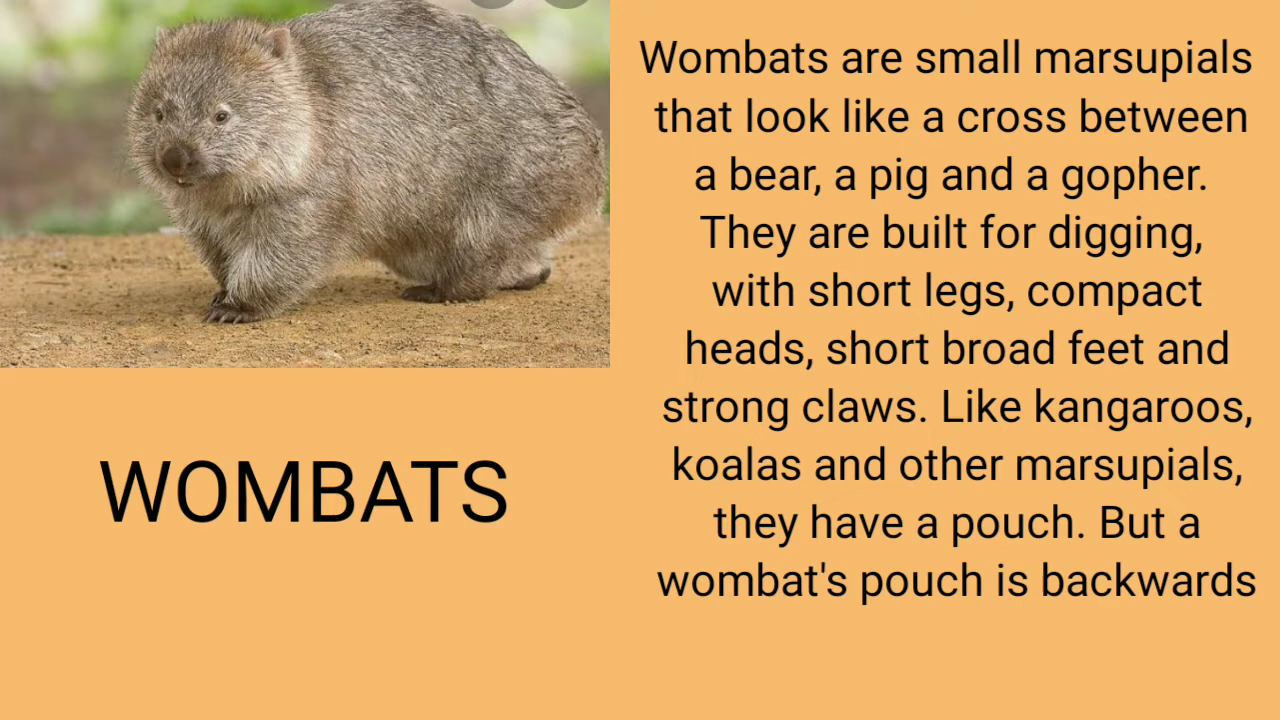 Wombats are small marsupials
that look like a cross between
a bear, a pig and a gopher.
They are built for digging,
with short legs, compact
heads, short broad feet and
strong claws. Like kangaroos,
koalas and other marsupials,
they have a pouch. But a
wombat's pouch is backwards
WOMBATS